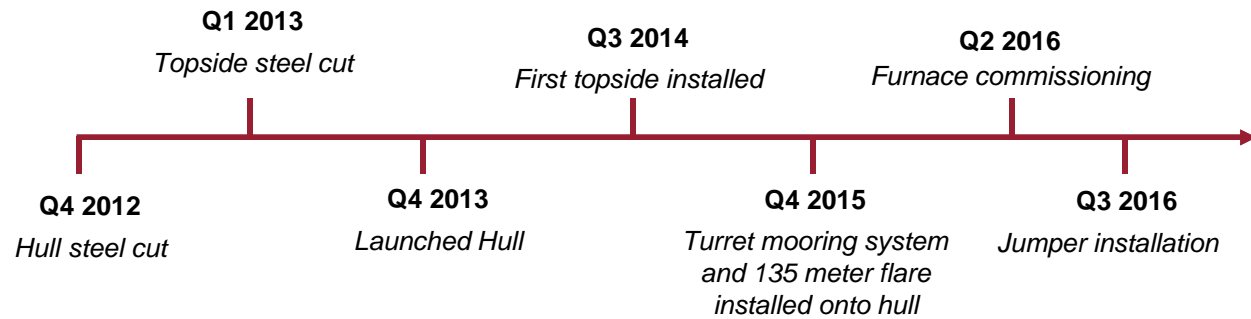 Q1 2013
Topside steel cut
Q3 2014
First topside installed
Q2 2016
Furnace commissioning
Q4 2012
Hull steel cut
Q4 2013
Launched Hull
Q4 2015
Turret mooring system
and 135 meter flare
installed onto hull
Q3 2016
Jumper installation